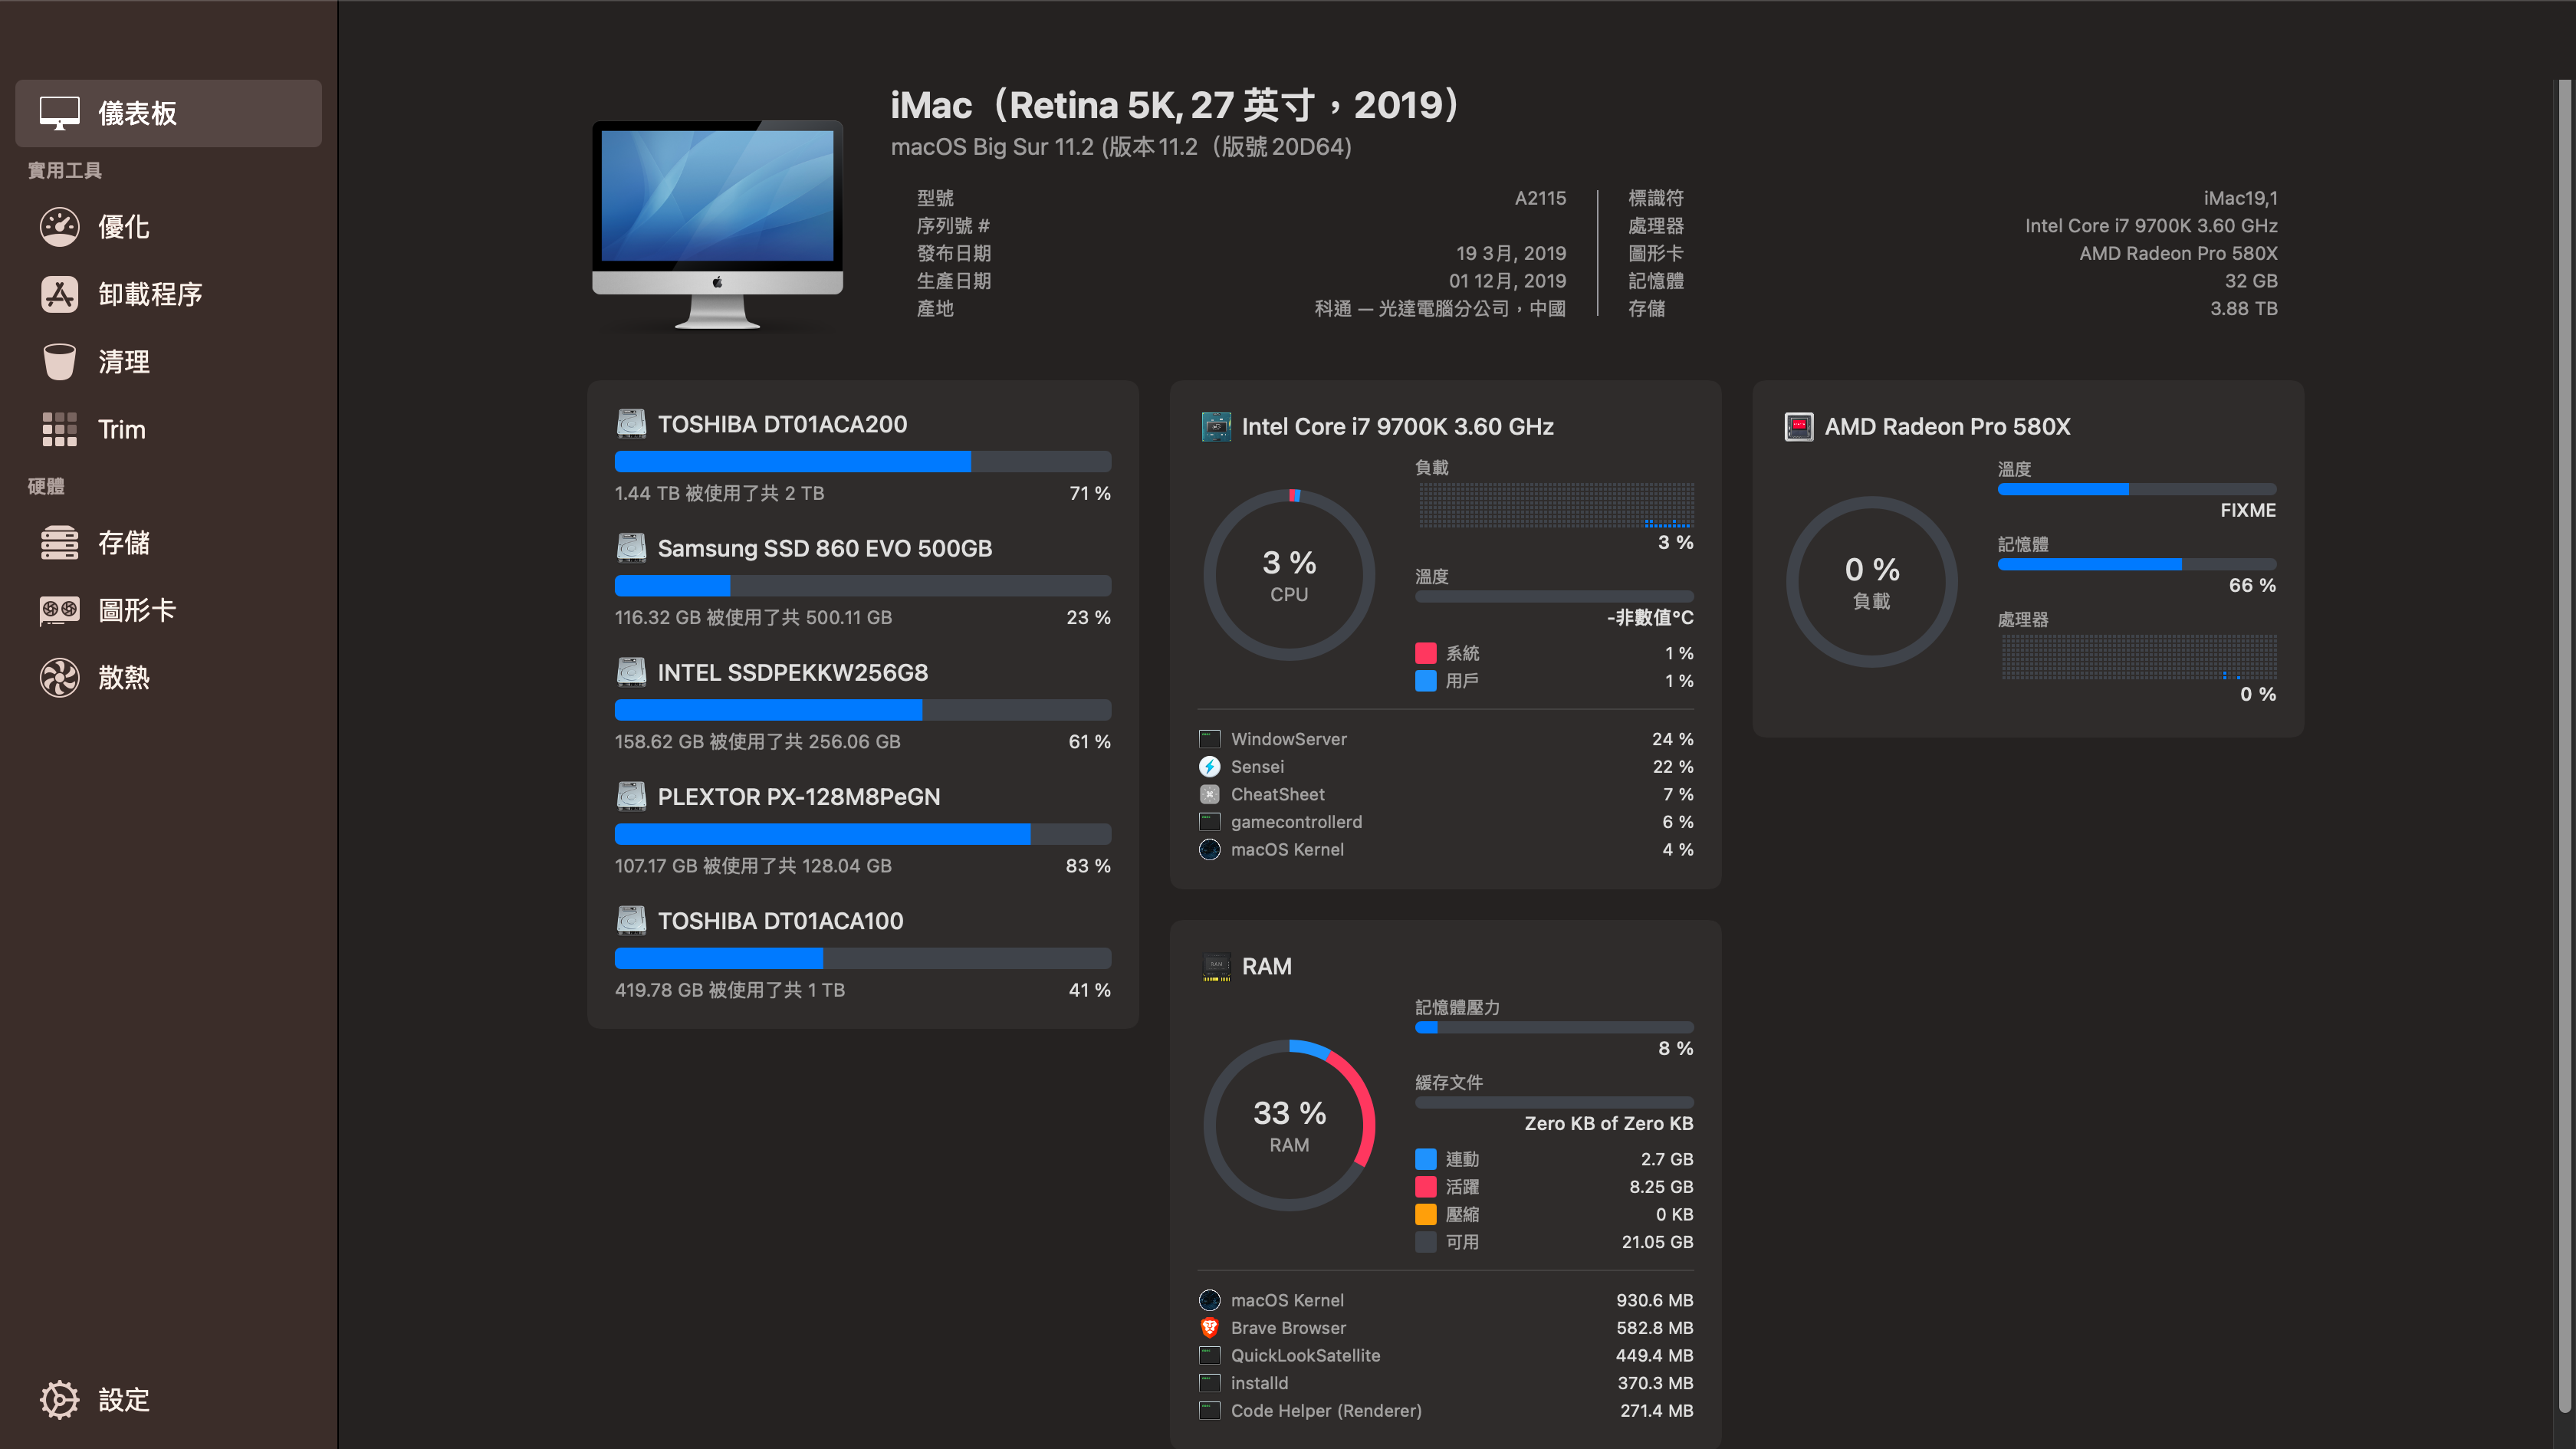 儀表板
實用工具
優化
卸載程序
清理
Trim
硬體
存儲
圖形卡
散熱
設定
iMac（Retina 5K, 27 英寸，2019）
macOS Big Sur 11.2 (版本 11.2（版號 20D64)
型號 A2115
序列號 #
發布日期 19 3月, 2019
生產日期 01 12月, 2019
產地 科通 — 光達電腦分公司，中國
標識符 iMac19,1
處理器 Intel Core i7 9700K 3.60 GHz
圖形卡 AMD Radeon Pro 580X
記憶體 32 GB
存儲 3.88 TB
TOSHIBA DT01ACA200
1.44 TB 被使用了共 2 TB 71 %
Samsung SSD 860 EVO 500GB
116.32 GB 被使用了共 500.11 GB 23 %
INTEL SSDPEKKW256G8
158.62 GB 被使用了共 256.06 GB 61 %
PLEXTOR PX-128M8PeGN
107.17 GB 被使用了共 128.04 GB 83 %
TOSHIBA DT01ACA100
419.78 GB 被使用了共 1 TB 41 %
Intel Core i7 9700K 3.60 GHz
3 %
CPU
負載
3 %
溫度
-非數值°C
系統 1 %
用戶 1 %
WindowServer 24 %
Sensei 22 %
CheatSheet 7 %
gamecontrollerd 6 %
macOS Kernel 4 %
RAM
33 %
RAM
記憶體壓力
8 %
緩存文件
Zero KB of Zero KB
連動 2.7 GB
活躍 8.25 GB
壓縮 0 KB
可用 21.05 GB
macOS Kernel 930.6 MB
Brave Browser 582.8 MB
QuickLookSatellite 449.4 MB
installd 370.3 MB
Code Helper (Renderer) 271.4 MB
AMD Radeon Pro 580X
0 %
負載
溫度
FIXME
記憶體
66 %
處理器
0 %